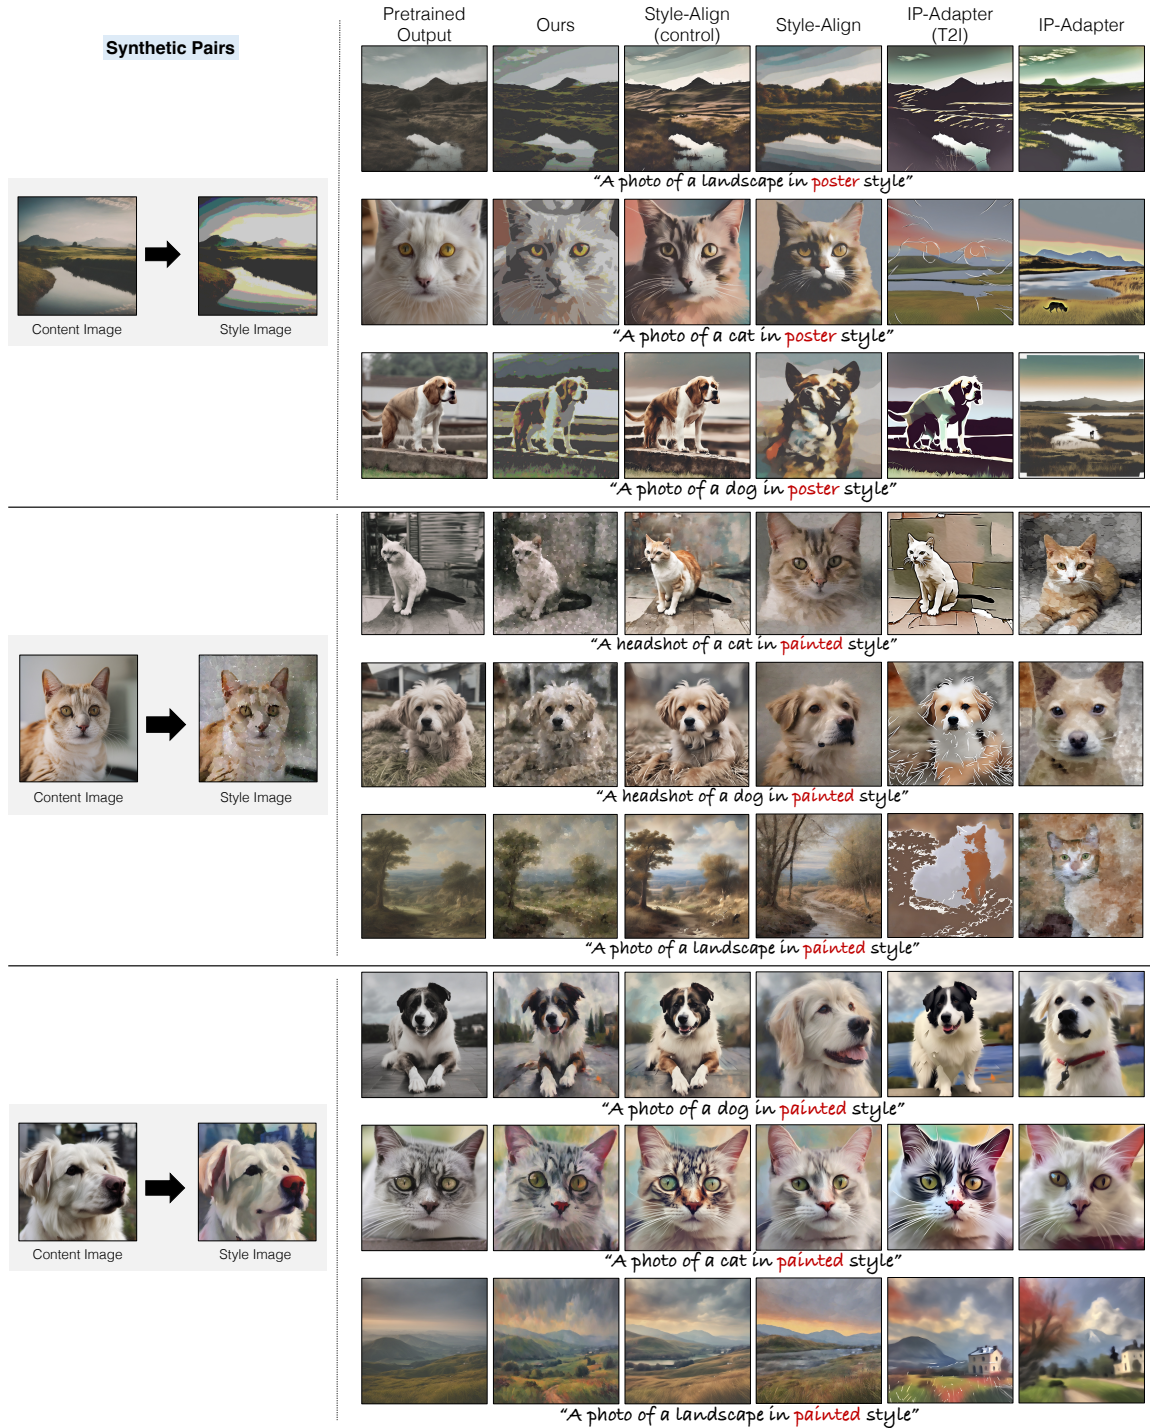 Synthetic Pairs
Pretrained Output
Ours
Style-Align (control)
Style-Align
IP-Adapter (T2I)
IP-Adapter
Content Image
Style Image
"A photo of a landscape in poster style"
"A photo of a cat in poster style"
"A photo of a dog in poster style"
Content Image
Style Image
"A headshot of a cat in painted style"
"A headshot of a dog in painted style"
"A photo of a landscape in painted style"
Content Image
Style Image
"A photo of a dog in painted style"
"A photo of a cat in painted style"
"A photo of a landscape in painted style"